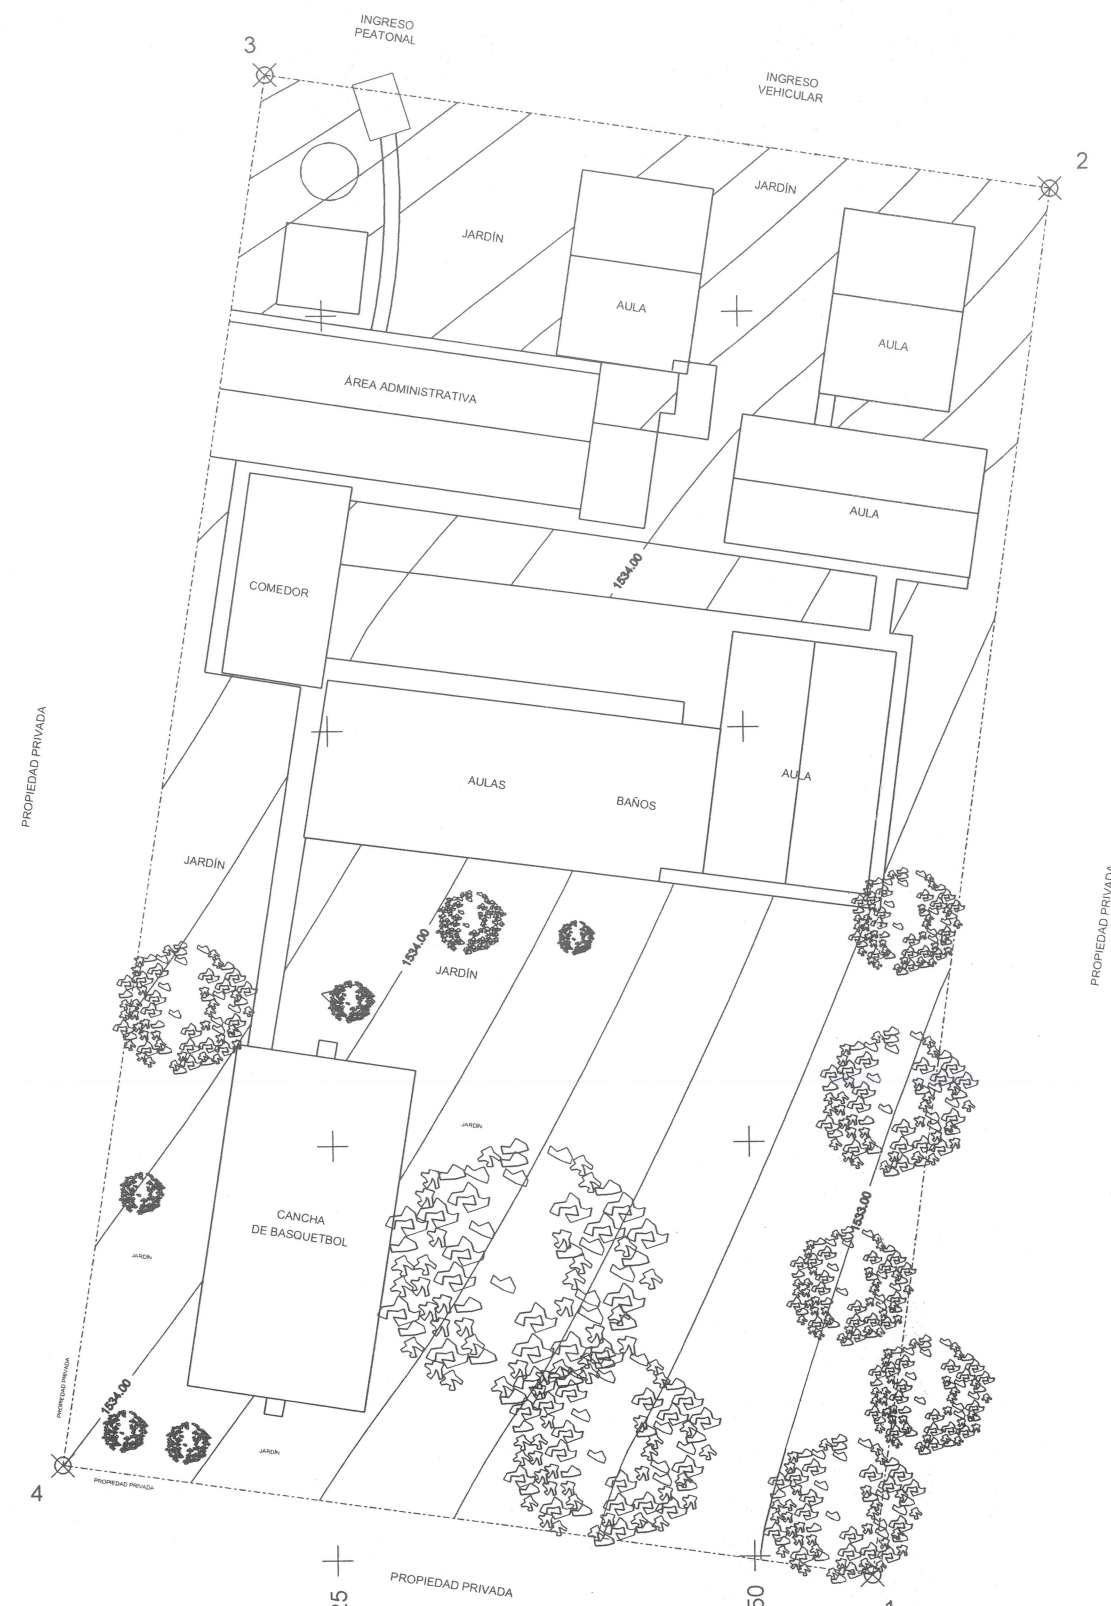 INGRESO
PEATONAL
3
INGRESO
VEHICULAR
2
JARDÍN
JARDÍN
AULA
AULA
ÁREA ADMINISTRATIVA
AULA
1534.00
COMEDOR
PROPIEDAD PRIVADA
AULAS
BAÑOS
AULA
JARDÍN
PROPIEDAD PRIVADA
1534.00
JARDÍN
JARDÍN
CANCHA
DE BASQUETBOL
1533.00
JARDÍN
PROPIEDAD PRIVADA
1534.00
JARDÍN
4
PROPIEDAD PRIVADA
PROPIEDAD PRIVADA